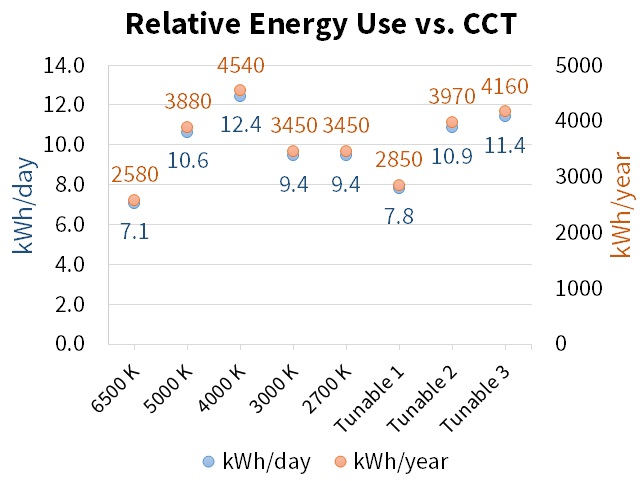 Relative Energy Use vs. CCT
kWh/day
14.0
12.0
10.0
8.0
6.0
4.0
2.0
0.0
2580
3880
4540
3450
3450
2850
3970
4160
7.1
10.6
12.4
9.4
9.4
7.8
10.9
11.4
5000
4000
3000
2000
1000
0
kWh/year
6500 K
5000 K
4000 K
3000 K
2700 K
Tunable 1
Tunable 2
Tunable 3
kWh/day
kWh/year